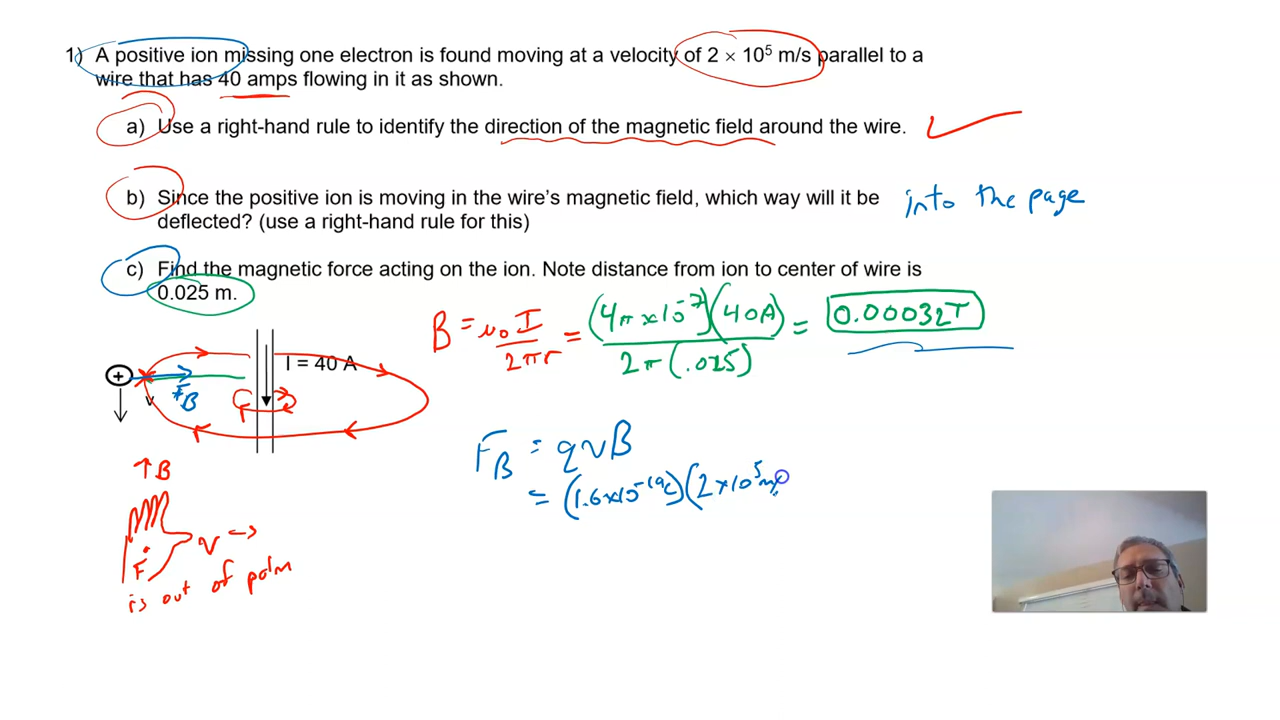 1) A positive ion missing one electron is found moving at a velocity of 2 × 10⁵ m/s parallel to a
wire that has 40 amps flowing in it as shown.
a) Use a right-hand rule to identify the direction of the magnetic field around the wire.
b) Since the positive ion is moving in the wire's magnetic field, which way will it be
deflected? (use a right-hand rule for this)
into the page
c) Find the magnetic force acting on the ion. Note distance from ion to center of wire is
0.025 m.
B = μ₀ I / 2πr = (4π×10⁻⁷)(40A) / 2π(.025) = 0.00032T
I = 40 A
+
F_B
v
F_B = qvB
= (1.6×10⁻¹⁹C)(2×10⁵ m
↑B
V →
F
is out of palm